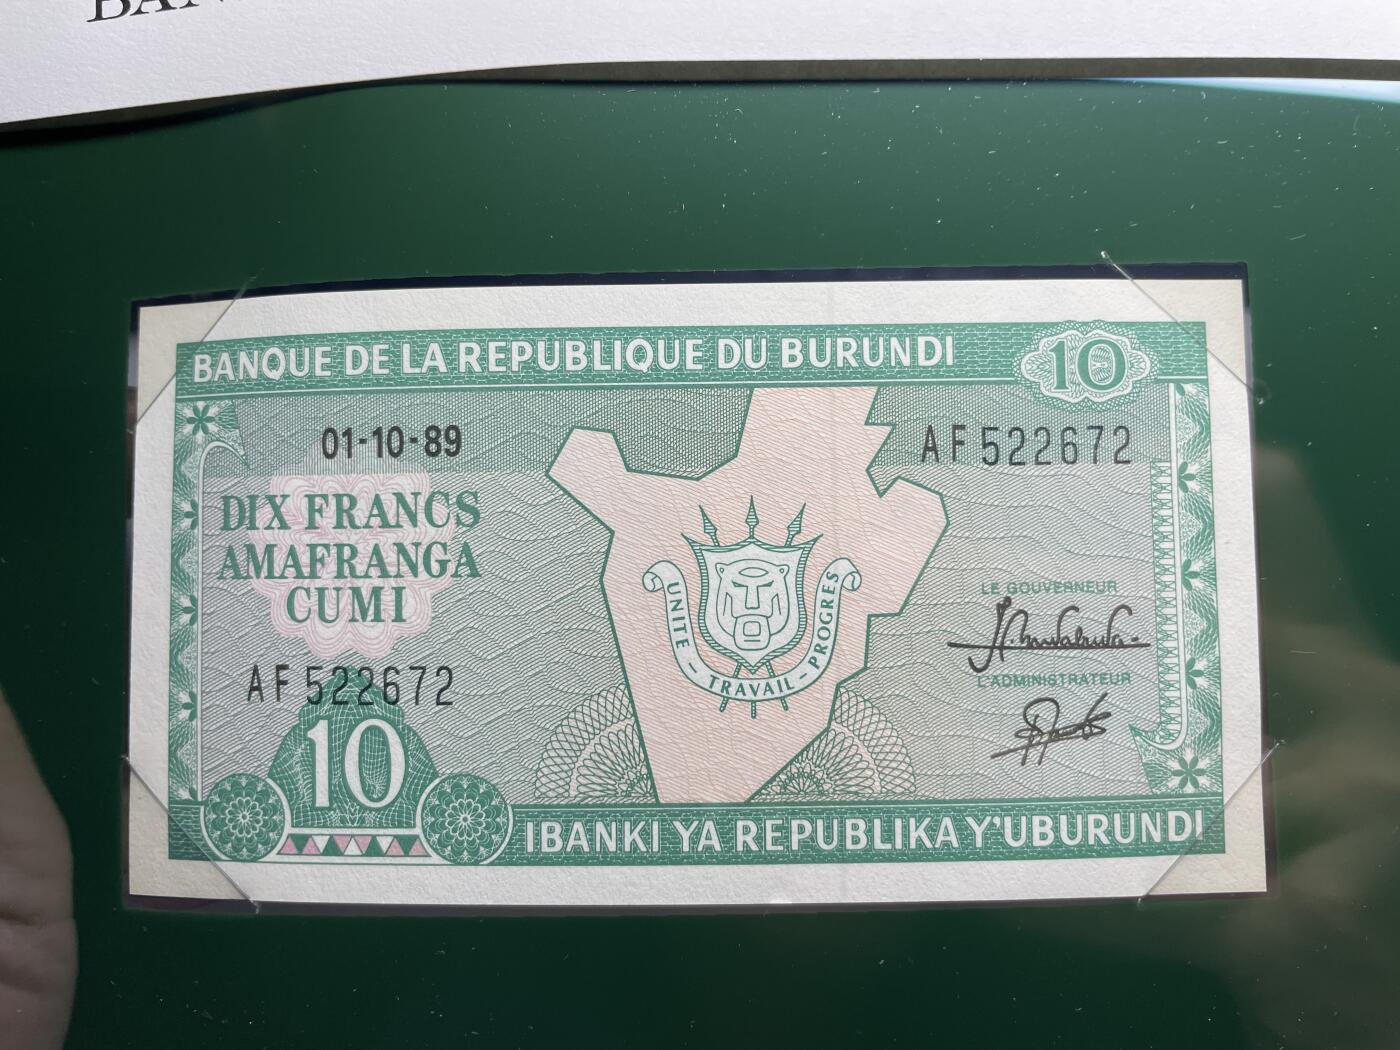 BANQUE DE LA REPUBLIQUE DU BURUNDI
10
01-10-89
AF 522672
DIX FRANCS
AMAFRANGA
CUMI
UNITE - TRAVAIL - PROGRES
LE GOUVERNEUR
L'ADMINISTRATEUR
AF 522672
10
IBANKI YA REPUBLIKA Y'UBURUNDI